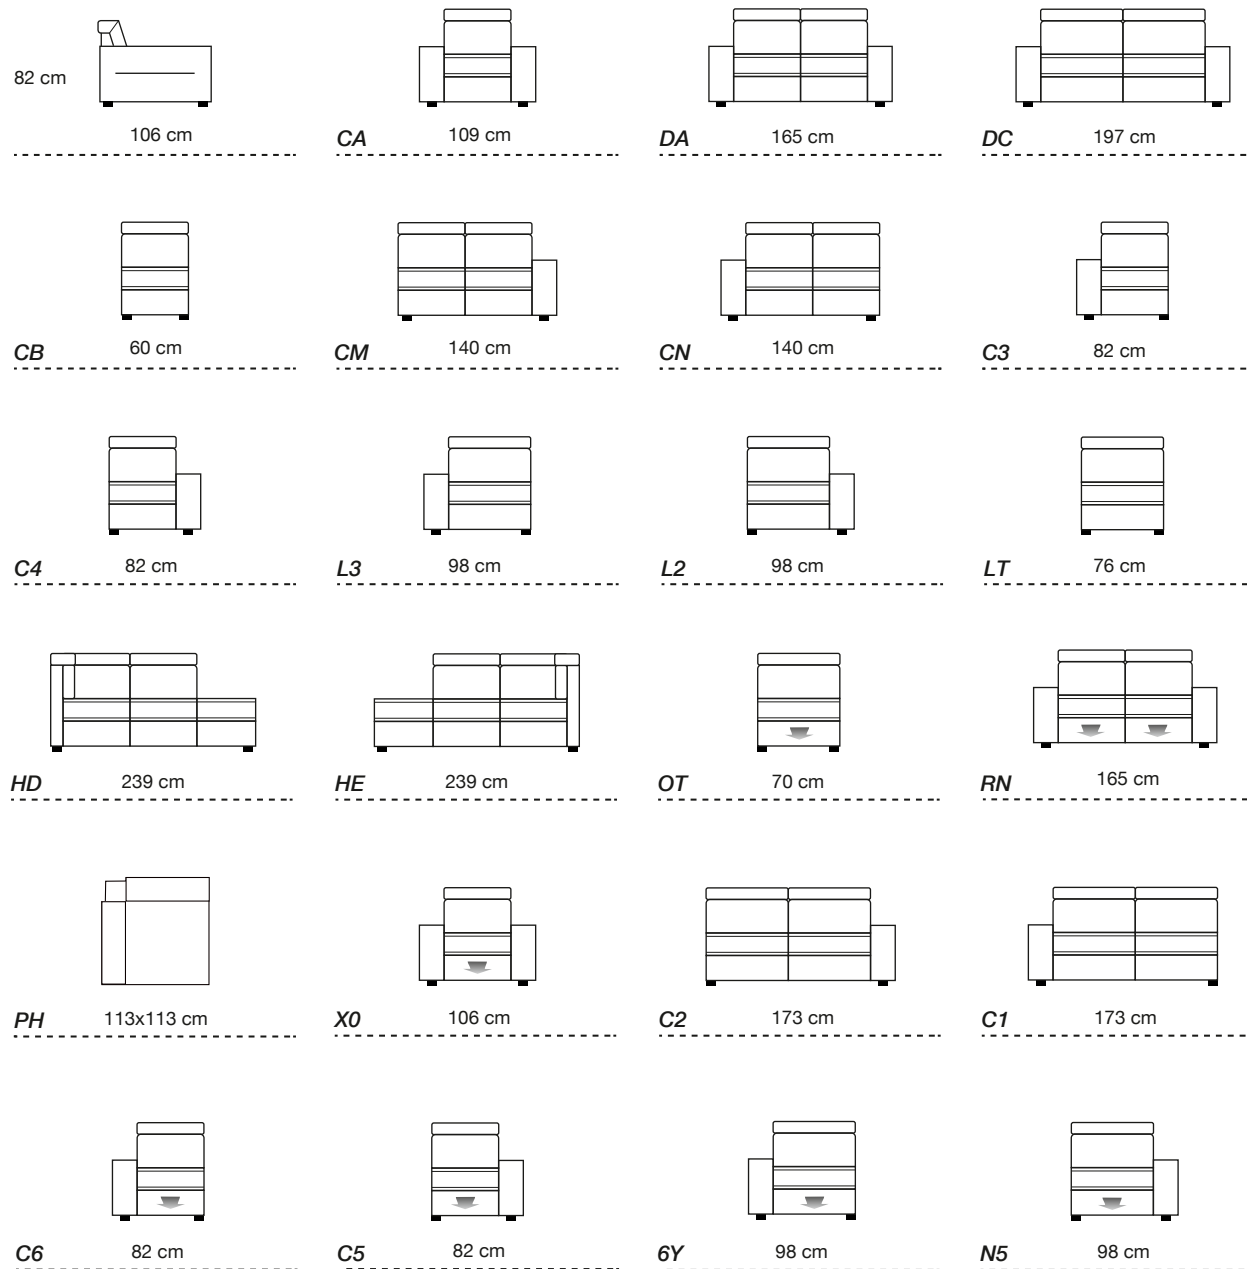 82 cm
106 cm
CA 109 cm
DA 165 cm
DC 197 cm
CB 60 cm
CM 140 cm
CN 140 cm
C3 82 cm
C4 82 cm
L3 98 cm
L2 98 cm
LT 76 cm
HD 239 cm
HE 239 cm
OT 70 cm
RN 165 cm
PH 113x113 cm
X0 106 cm
C2 173 cm
C1 173 cm
C6 82 cm
C5 82 cm
6Y 98 cm
N5 98 cm